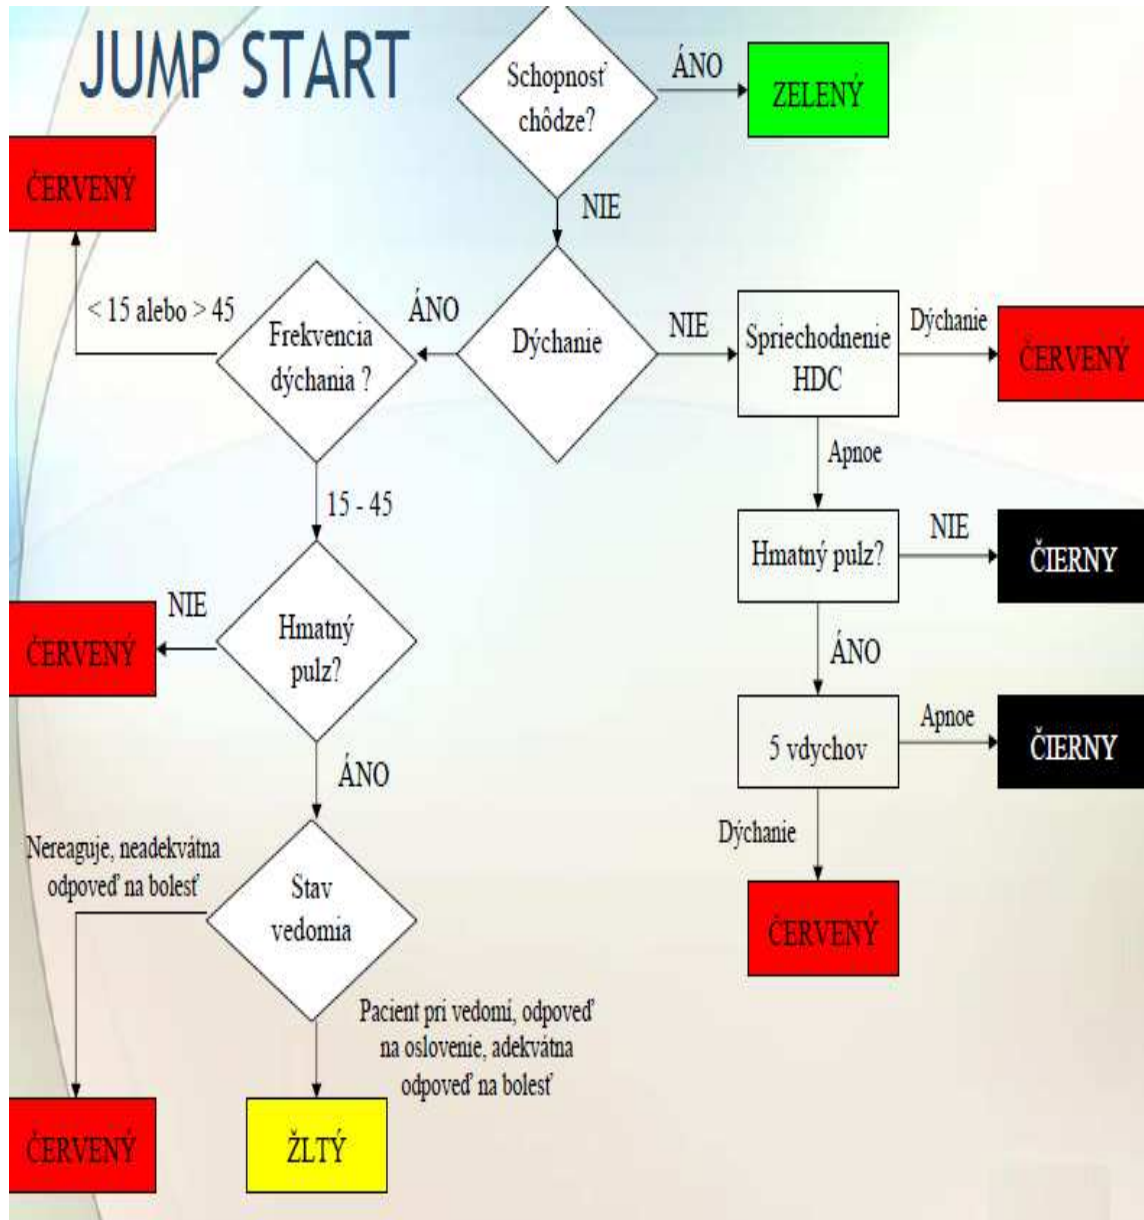 JUMP START
Schopnosť
chôdze?
ÁNO
ZELENÝ
NIE
ČERVENÝ
< 15 alebo > 45
Frekvencia
dýchania ?
ÁNO
Dýchanie
NIE
Spriechodnenie
HDC
Dýchanie
ČERVENÝ
Apnoe
15 - 45
Hmatný pulz?
NIE
ČIERNY
ČERVENÝ
NIE
Hmatný
pulz?
ÁNO
5 vdychov
Apnoe
ČIERNY
ÁNO
Dýchanie
ČERVENÝ
Nereaguje, neadekvátna
odpoveď na bolesť
Stav
vedomia
Pacient pri vedomí, odpoveď
na oslovenie, adekvátna
odpoveď na bolesť
ČERVENÝ
ŽLTÝ